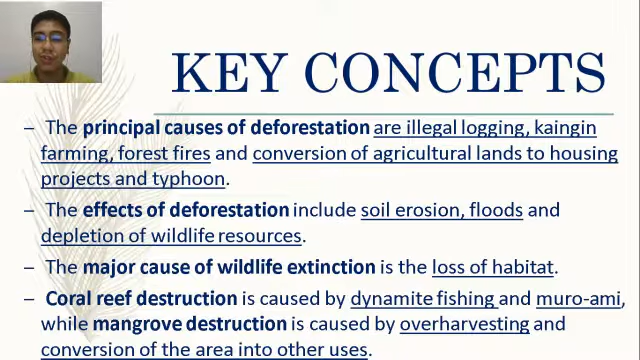 KEY CONCEPTS
– The principal causes of deforestation are illegal logging, kaingin
farming, forest fires and conversion of agricultural lands to housing
projects and typhoon.
– The effects of deforestation include soil erosion, floods and
depletion of wildlife resources.
– The major cause of wildlife extinction is the loss of habitat.
– Coral reef destruction is caused by dynamite fishing and muro-ami,
while mangrove destruction is caused by overharvesting and
conversion of the area into other uses.